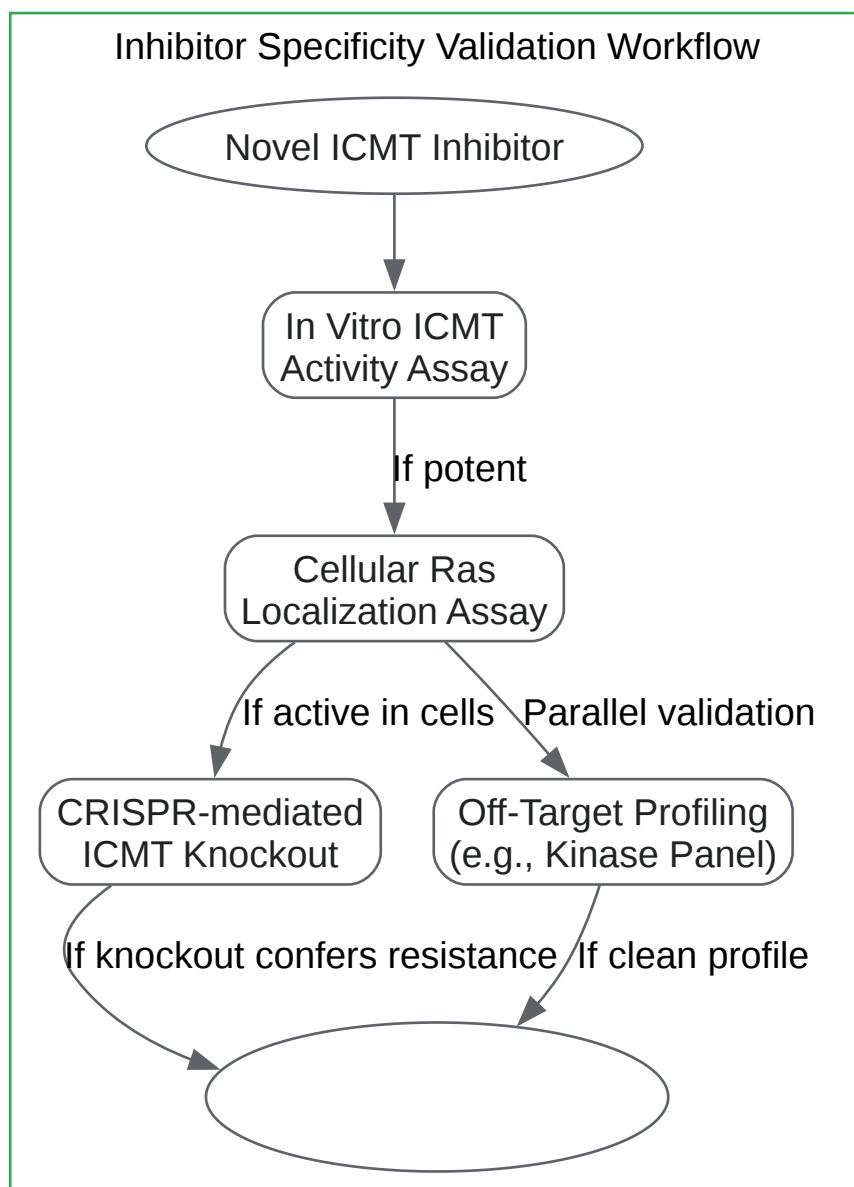 Inhibitor Specificity Validation Workflow
Novel ICMT Inhibitor
In Vitro ICMT
Activity Assay
If potent
Cellular Ras
Localization Assay
If active in cells
Parallel validation
CRISPR-mediated
ICMT Knockout
Off-Target Profiling
(e.g., Kinase Panel)
If knockout confers resistance
If clean profile